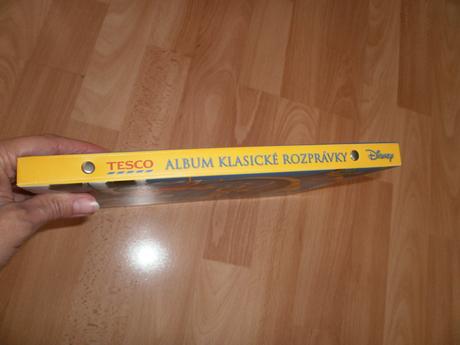 TESCO ALBUM KLASICKÉ ROZPRÁVKY Disney